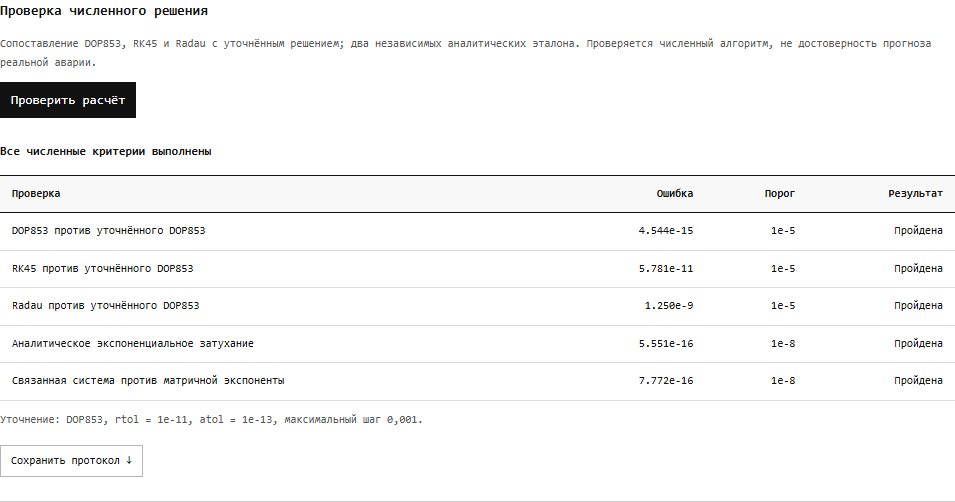 Проверка численного решения
Сопоставление DOP853, RK45 и Radau с уточнённым решением; два независимых аналитических эталона. Проверяется численный алгоритм, не достоверность прогноза
реальной аварии.
Проверить расчёт
Все численные критерии выполнены
Проверка Ошибка Порог Результат
DOP853 против уточнённого DOP853 4.544e-15 1e-5 Пройдена
RK45 против уточнённого DOP853 5.781e-11 1e-5 Пройдена
Radau против уточнённого DOP853 1.250e-9 1e-5 Пройдена
Аналитическое экспоненциальное затухание 5.551e-16 1e-8 Пройдена
Связанная система против матричной экспоненты 7.772e-16 1e-8 Пройдена
Уточнение: DOP853, rtol = 1e-11, atol = 1e-13, максимальный шаг 0,001.
Сохранить протокол ↓